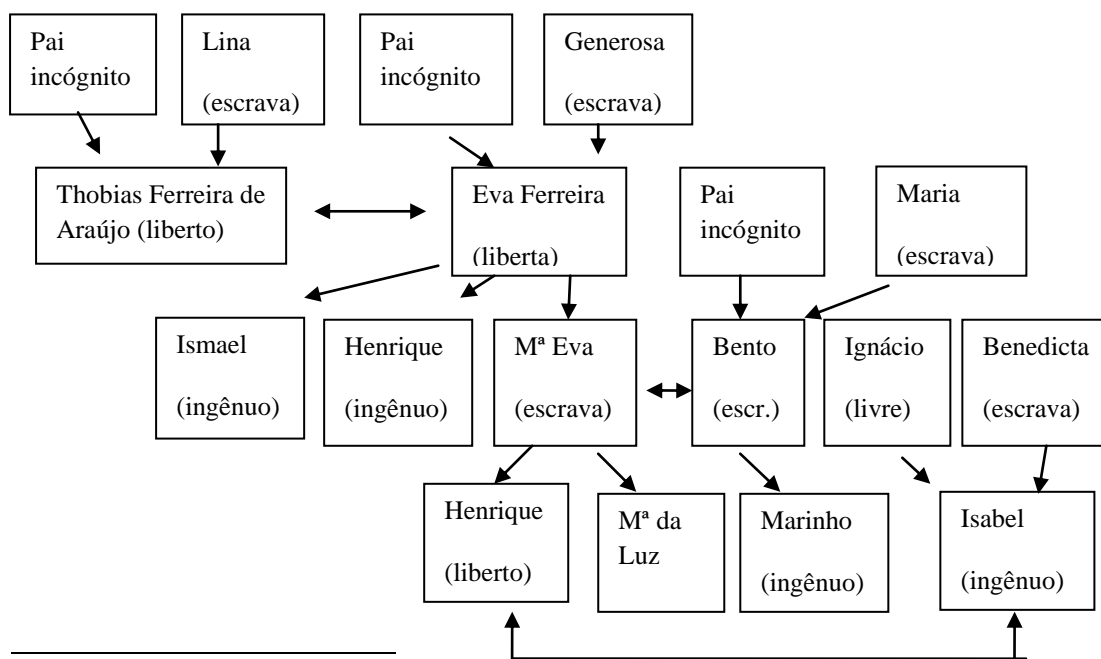 Pai
incógnito
Lina
(escrava)
Pai
incógnito
Generosa
(escrava)
Thobias Ferreira de
Araújo (liberto)
Eva Ferreira
(liberta)
Pai
incógnito
Maria
(escrava)
Ismael
(ingênuo)
Henrique
(ingênuo)
Mª Eva
(escrava)
Bento
(escr.)
Ignácio
(livre)
Benedicta
(escrava)
Henrique
(liberto)
Mª da
Luz
Marinho
(ingênuo)
Isabel
(ingênuo)